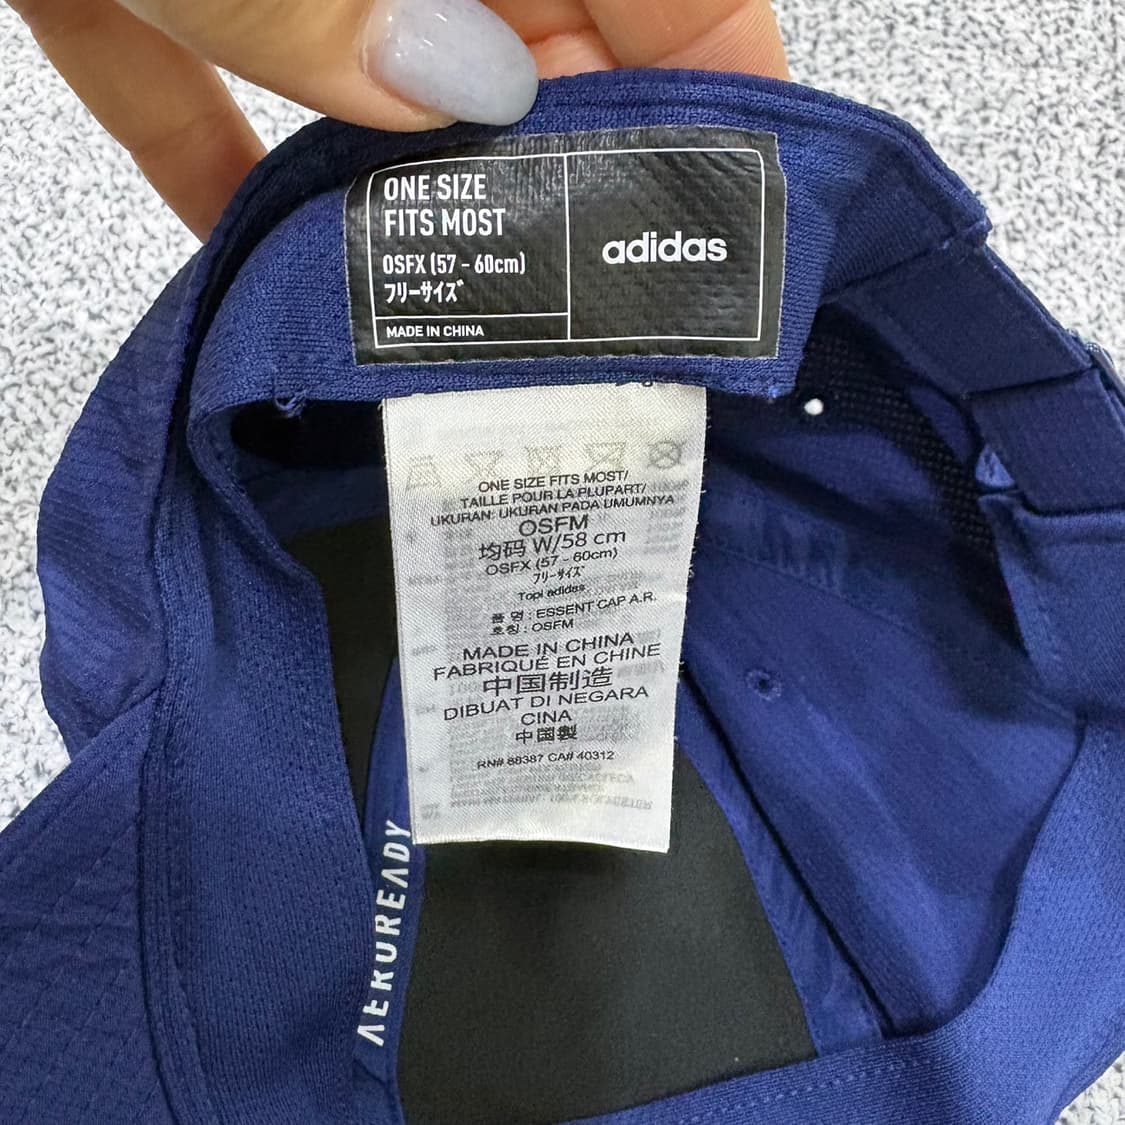 ONE SIZE
FITS MOST
OSFX (57 - 60cm)
フリーサイズ
MADE IN CHINA
adidas
ONE SIZE FITS MOST/
TAILLE POUR LA PLUPART/
UKURAN: UKURAN PADA UMUMNYA
OSFM
均码 W/58 cm
OSFX (57 - 60cm)
フリーサイズ
Topi adidas
품 명 : ESSENT CAP A.R.
호칭 : OSFM
MADE IN CHINA
FABRIQUÉ EN CHINE
中国制造
DIBUAT DI NEGARA
CINA
中国製
RN# 88387 CA# 40312
AEROREADY